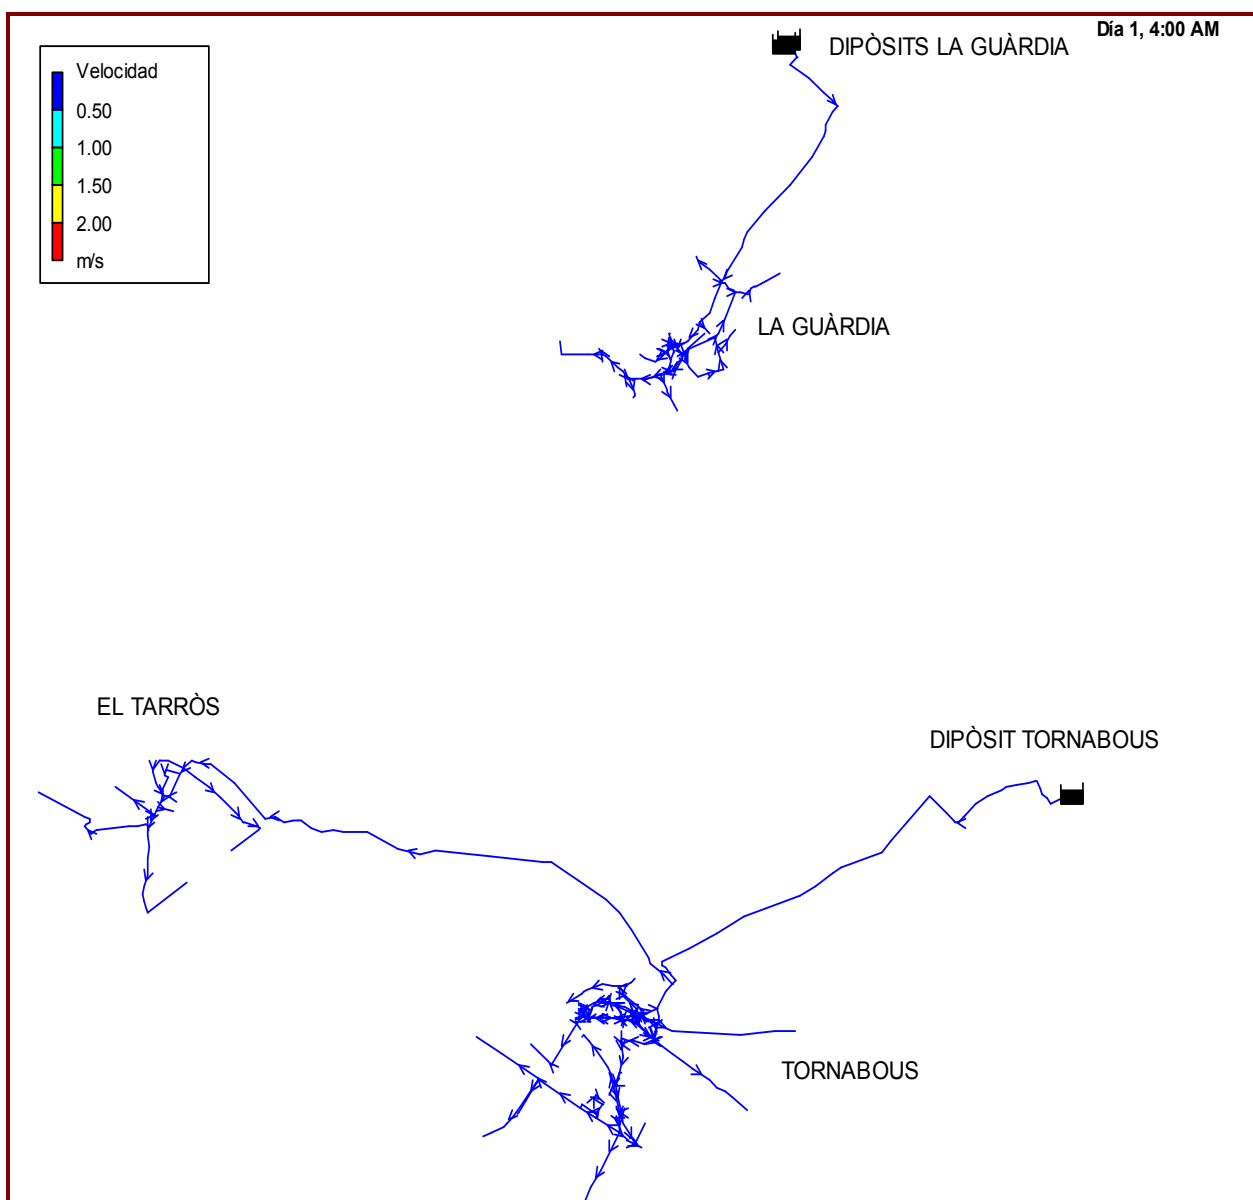 Día 1, 4:00 AM
DIPÒSITS LA GUÀRDIA
Velocidad
0.50
1.00
1.50
2.00
m/s
LA GUÀRDIA
EL TARRÒS
DIPÒSIT TORNABOUS
TORNABOUS